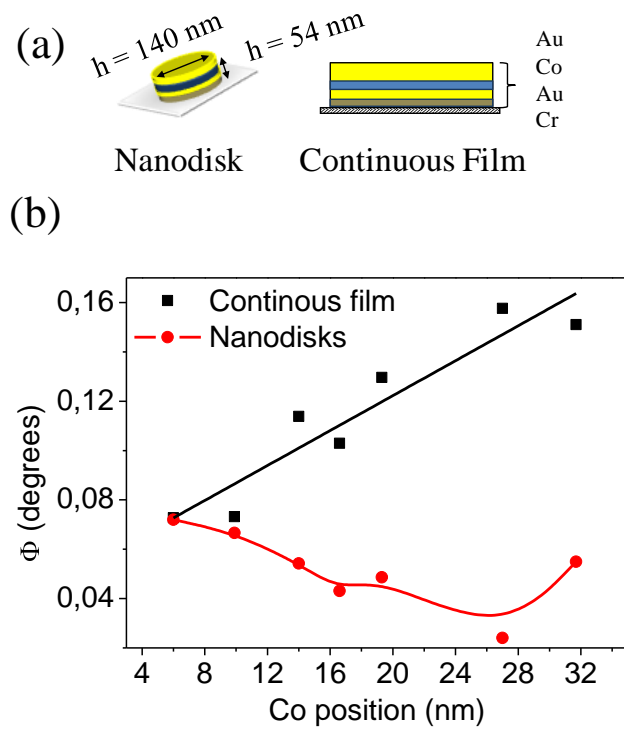 (a)
h = 140 nm
h = 54 nm
Au
Co
Au
Cr
Nanodisk
Continuous Film
(b)
Continous film
Nanodisks
0,16
0,12
0,08
0,04
Φ (degrees)
4 8 12 16 20 24 28 32
Co position (nm)